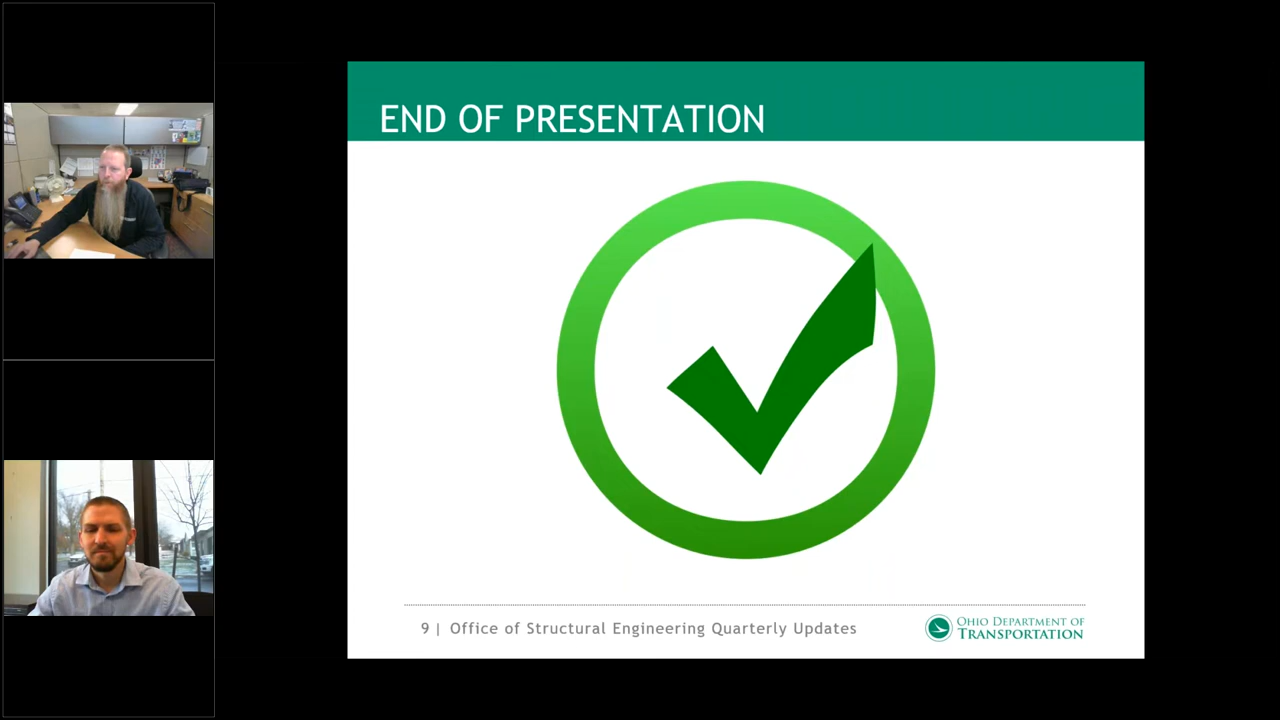 END OF PRESENTATION
9 | Office of Structural Engineering Quarterly Updates
OHIO DEPARTMENT OF
TRANSPORTATION